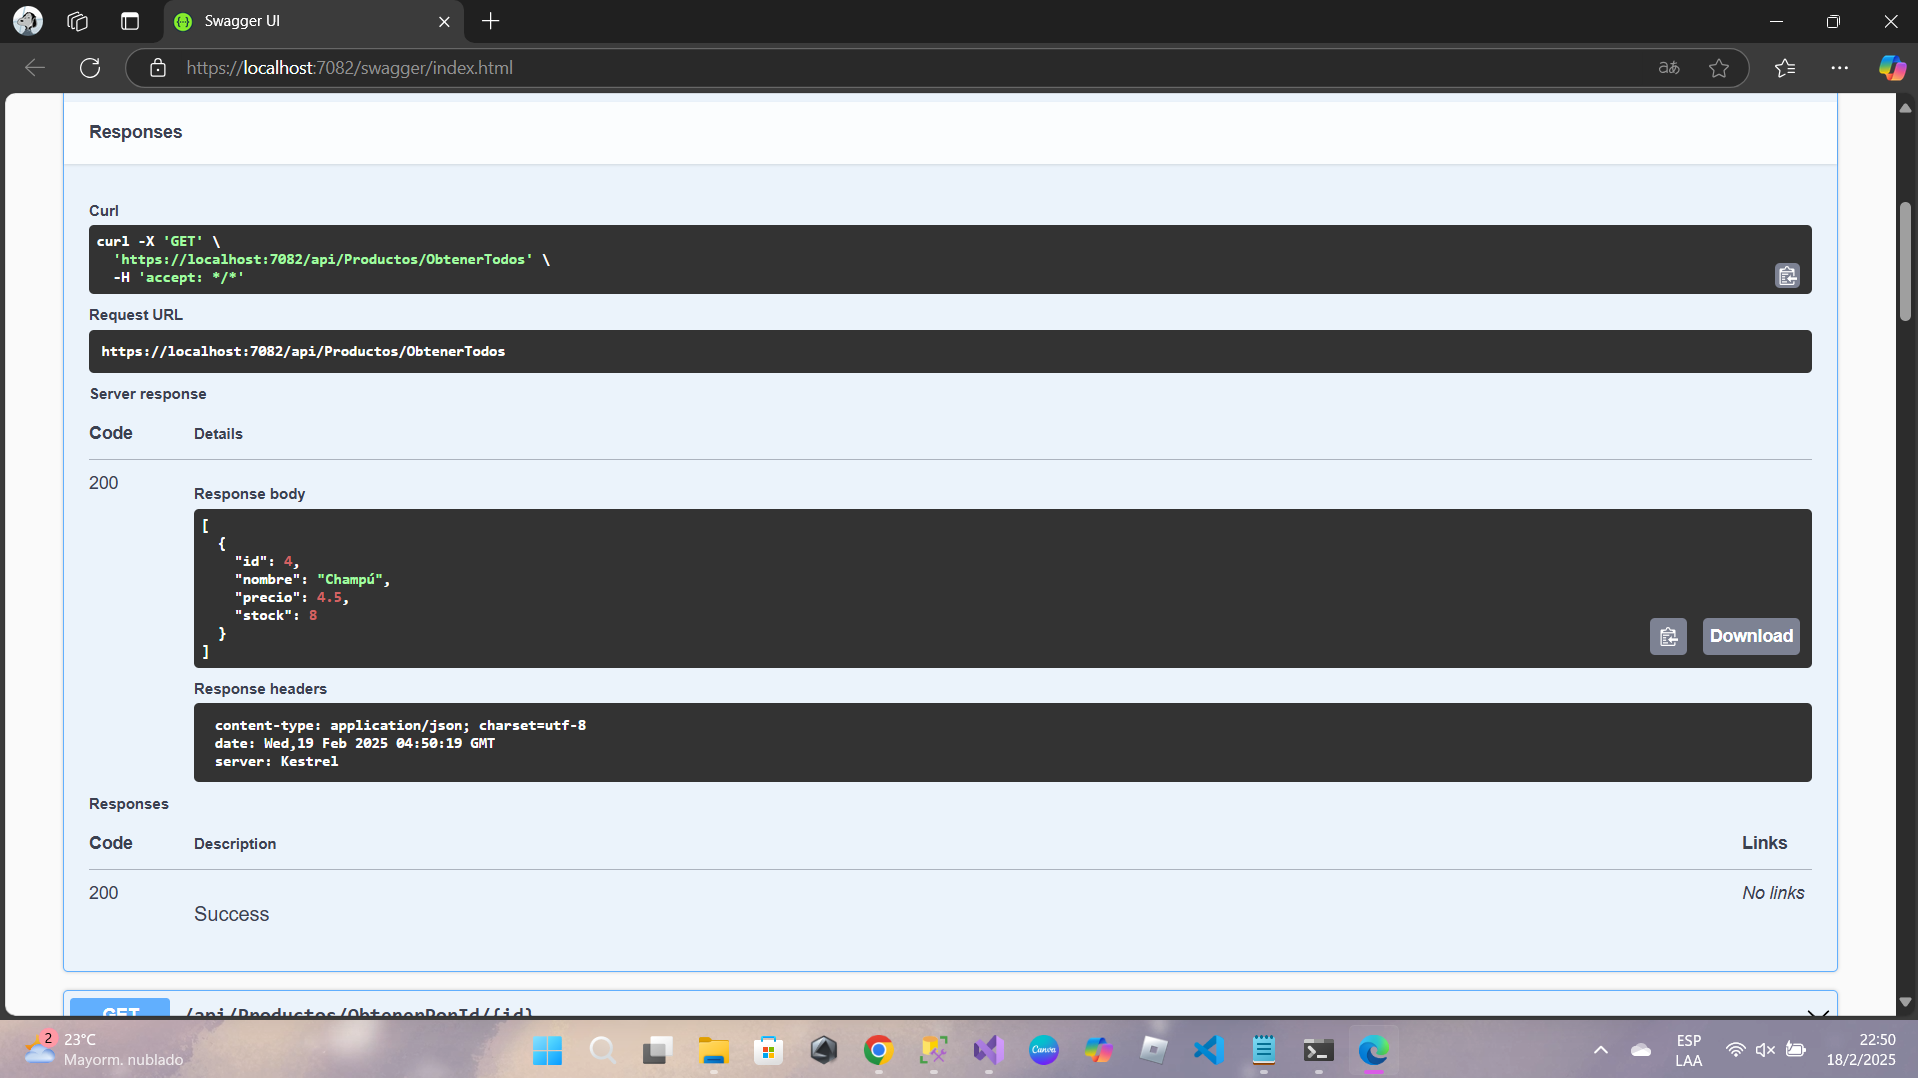 Swagger UI
https://localhost:7082/swagger/index.html
Responses
Curl
curl -X 'GET' \
'https://localhost:7082/api/Productos/ObtenerTodos' \
-H 'accept: */*'
Request URL
https://localhost:7082/api/Productos/ObtenerTodos
Server response
Code Details
200
Response body
[
{
"id": 4,
"nombre": "Champú",
"precio": 4.5,
"stock": 8
}
]
Download
Response headers
content-type: application/json; charset=utf-8
date: Wed,19 Feb 2025 04:50:19 GMT
server: Kestrel
Responses
Code Description Links
200 No links
Success
GET /api/Productos/ObtenerPorId/{id}
2
23°C
Mayorm. nublado
Canva
ESP
LAA
22:50
18/2/2025